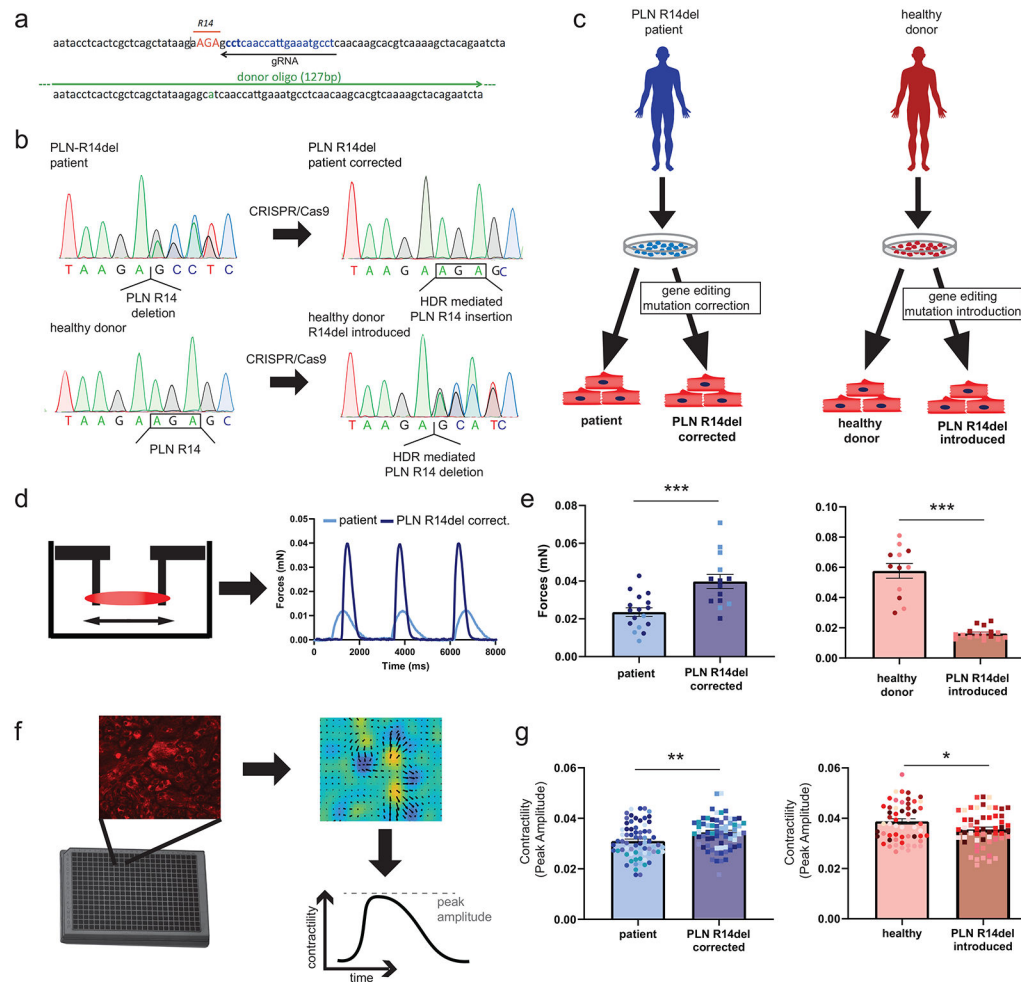 a
R14
aatacctcactcgctcagctataagaAGAgcctcaaccattgaaatgcctcaacaagcacgtcaaaagctacagaatcta
gRNA
donor oligo (127bp)
aatacctcactcgctcagctataagagcatcaaccattgaaatgcctcaacaagcacgtcaaaagctacagaatcta
b
PLN-R14del
patient
CRISPR/Cas9
PLN R14del
patient corrected
T A A G A G C C T C
PLN R14
deletion
T A A G A A G A G C
HDR mediated
PLN R14 insertion
healthy donor
CRISPR/Cas9
healthy donor
R14del introduced
T A A G A A G A G C
PLN R14
T A A G A G C A T C
HDR mediated
PLN R14 deletion
c
PLN R14del
patient
healthy
donor
gene editing
mutation correction
gene editing
mutation introduction
patient
PLN R14del
corrected
healthy
donor
PLN R14del
introduced
d
patient
PLN R14del correct.
Forces (mN)
0.05
0.04
0.03
0.02
0.01
0.00
0
2000
4000
6000
8000
Time (ms)
e
***
Forces (mN)
0.08
0.06
0.04
0.02
0.00
patient
PLN R14del
corrected
***
0.10
0.08
0.06
0.04
0.02
0.00
healthy
donor
PLN R14del
introduced
f
contractility
time
peak
amplitude
g
**
Contractility
(Peak Amplitude)
0.06
0.04
0.02
0.00
patient
PLN R14del
corrected
*
Contractility
(Peak Amplitude)
0.06
0.04
0.02
0.00
healthy
PLN R14del
introduced